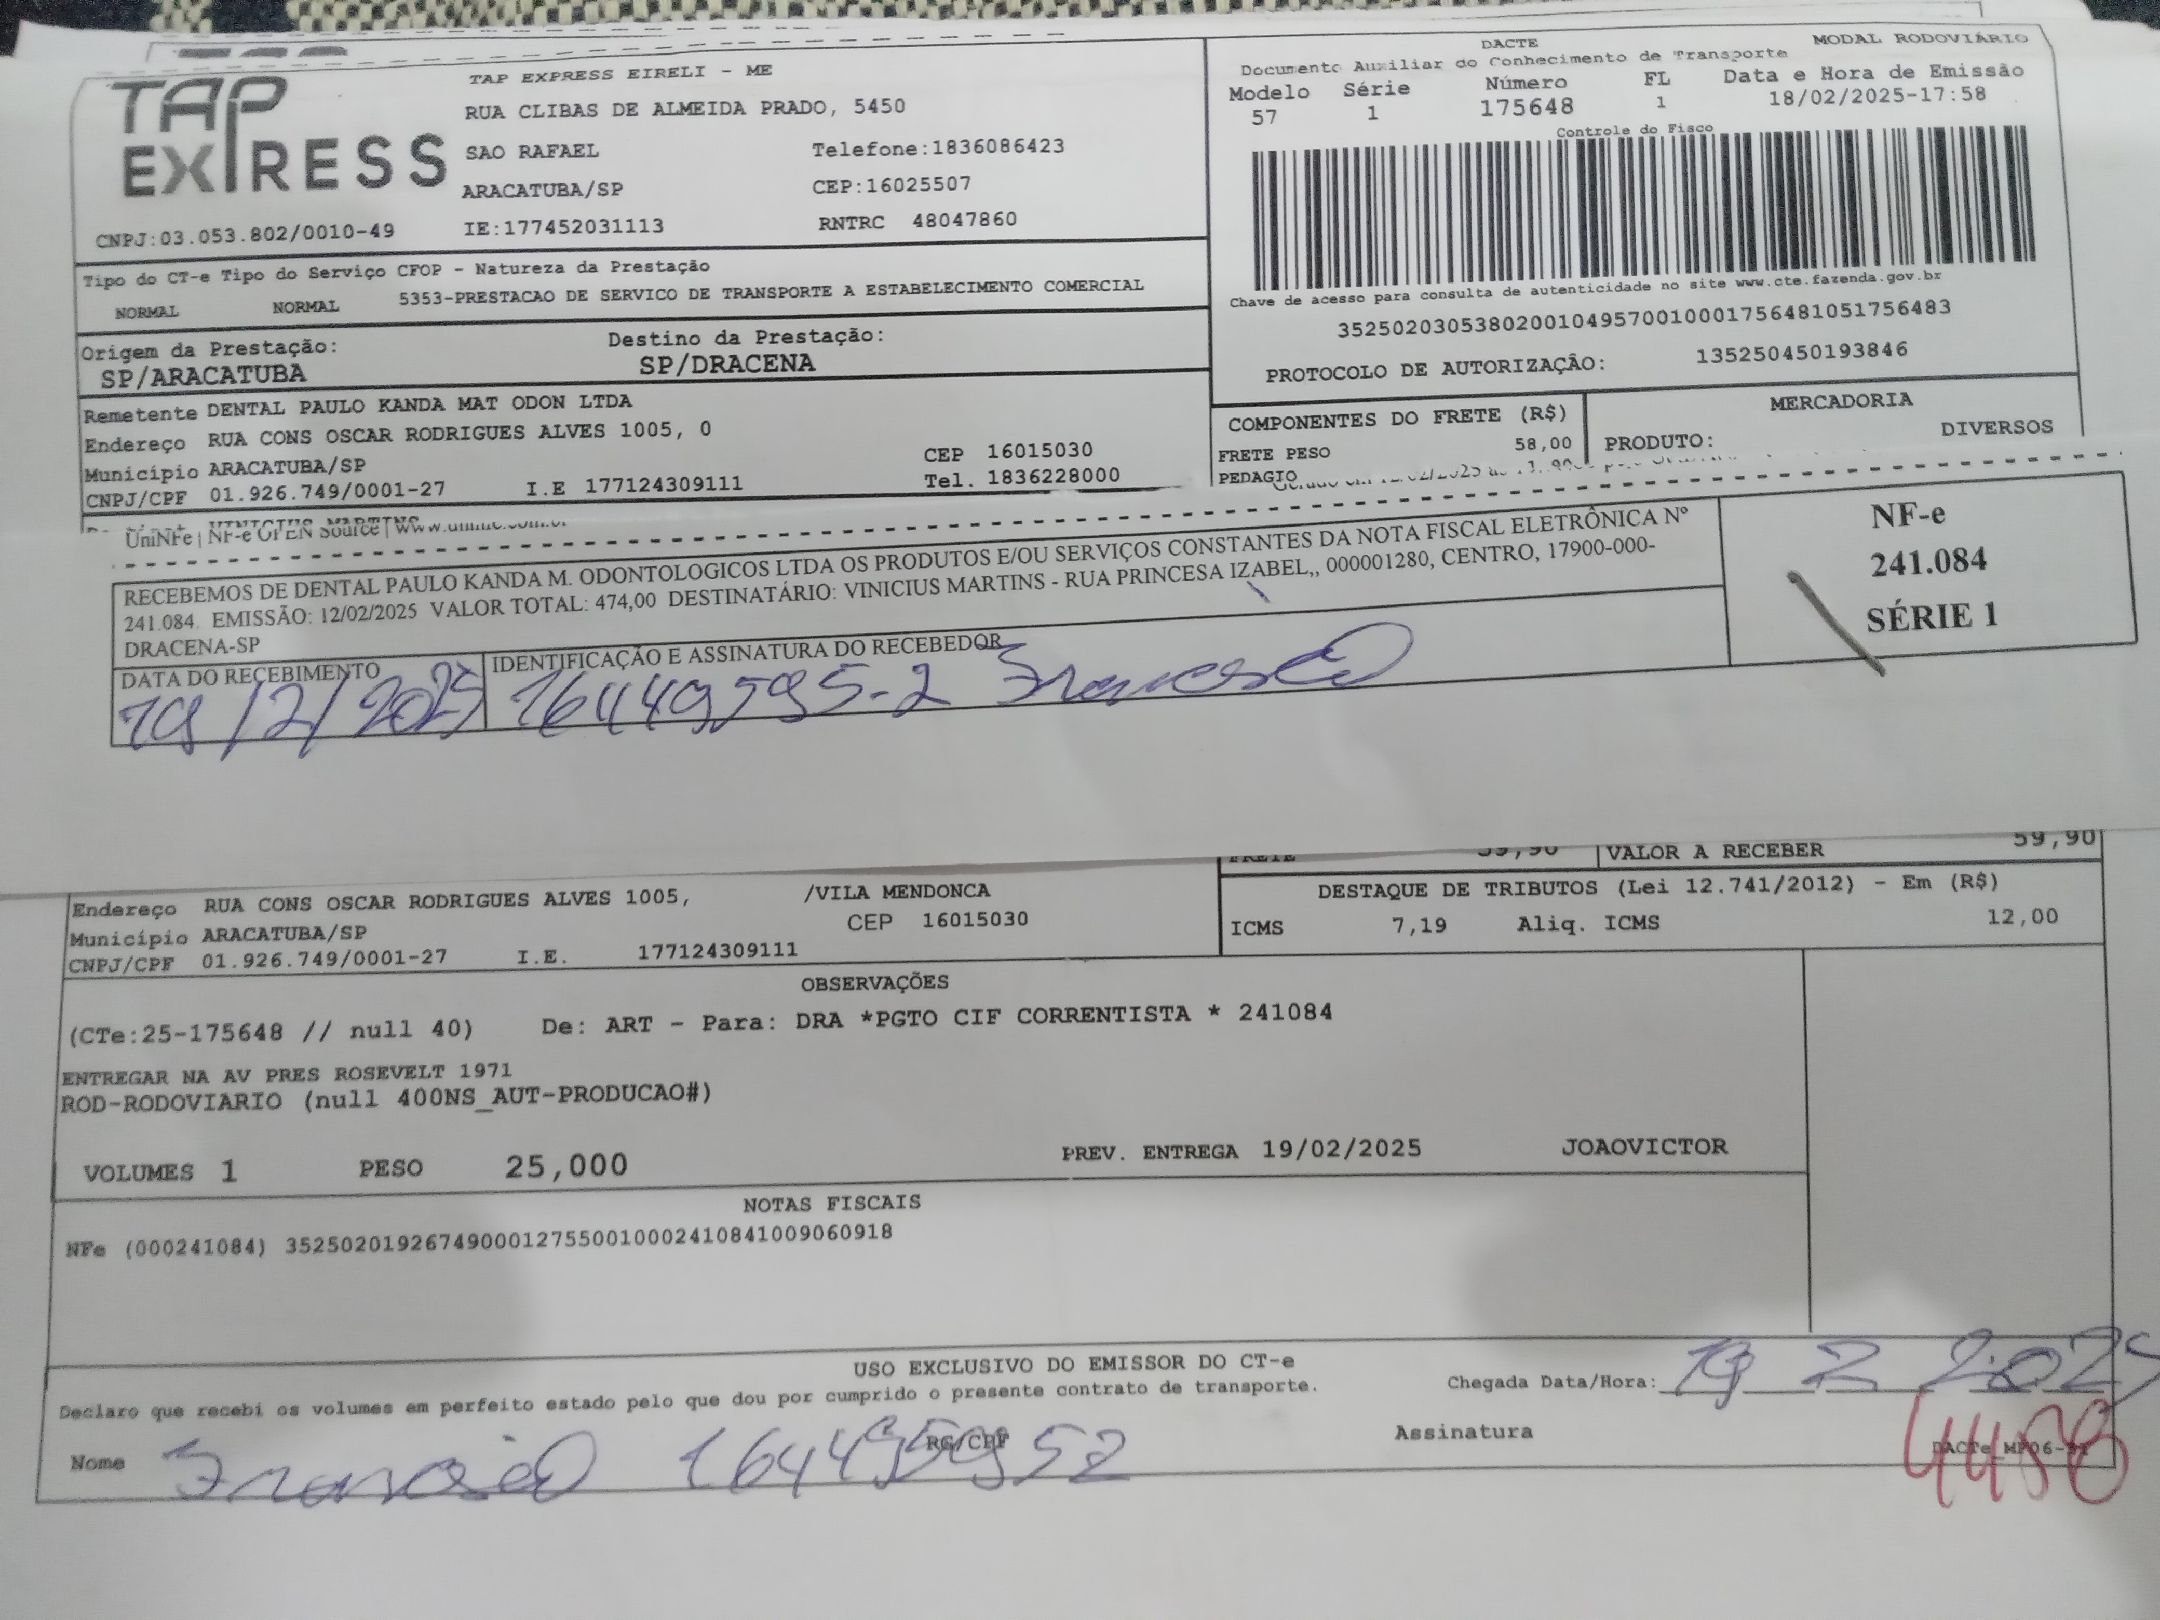 TAP EXPRESS
TAP EXPRESS EIRELI - ME
RUA CLIBAS DE ALMEIDA PRADO, 5450
SAO RAFAEL Telefone:1836086423
ARACATUBA/SP CEP:16025507
CNPJ:03.053.802/0010-49 IE:177452031113 RNTRC 48047860
DACTE MODAL RODOVIÁRIO
Documento Auxiliar do Conhecimento de Transporte
Modelo Série Número FL Data e Hora de Emissão
57 1 175648 1 18/02/2025-17:58
Controle do Fisco
Chave de acesso para consulta de autenticidade no site www.cte.fazenda.gov.br
35250203053802001049570010001756481051756483
PROTOCOLO DE AUTORIZAÇÃO: 135250450193846
Tipo do CT-e Tipo do Serviço CFOP - Natureza da Prestação
NORMAL NORMAL 5353-PRESTACAO DE SERVICO DE TRANSPORTE A ESTABELECIMENTO COMERCIAL
Origem da Prestação: Destino da Prestação:
SP/ARACATUBA SP/DRACENA
Remetente DENTAL PAULO KANDA MAT ODON LTDA
Endereço RUA CONS OSCAR RODRIGUES ALVES 1005, 0
Município ARACATUBA/SP CEP 16015030
CNPJ/CPF 01.926.749/0001-27 I.E 177124309111 Tel. 1836228000
COMPONENTES DO FRETE (R$) MERCADORIA
FRETE PESO 58,00 PRODUTO: DIVERSOS
PEDAGIO
UniNFe | NF-e OPEN Source |
RECEBEMOS DE DENTAL PAULO KANDA M. ODONTOLOGICOS LTDA OS PRODUTOS E/OU SERVIÇOS CONSTANTES DA NOTA FISCAL ELETRÔNICA Nº
241.084. EMISSÃO: 12/02/2025 VALOR TOTAL: 474,00 DESTINATÁRIO: VINICIUS MARTINS - RUA PRINCESA IZABEL,, 000001280, CENTRO, 17900-000-
DRACENA-SP
NF-e
241.084
SÉRIE 1
DATA DO RECEBIMENTO IDENTIFICAÇÃO E ASSINATURA DO RECEBEDOR
19/2/2025 16449595-2
FRETE 59,90 VALOR A RECEBER 59,90
Endereço RUA CONS OSCAR RODRIGUES ALVES 1005, /VILA MENDONCA
Município ARACATUBA/SP CEP 16015030
CNPJ/CPF 01.926.749/0001-27 I.E. 177124309111
DESTAQUE DE TRIBUTOS (Lei 12.741/2012) - Em (R$)
ICMS 7,19 Aliq. ICMS 12,00
OBSERVAÇÕES
(CTe:25-175648 // null 40) De: ART - Para: DRA *PGTO CIF CORRENTISTA * 241084
ENTREGAR NA AV PRES ROSEVELT 1971
ROD-RODOVIARIO (null 400NS_AUT-PRODUCAO#)
VOLUMES 1 PESO 25,000 PREV. ENTREGA 19/02/2025 JOAOVICTOR
NOTAS FISCAIS
NFe (000241084) 35250201926749000127550010002410841009060918
USO EXCLUSIVO DO EMISSOR DO CT-e
Declaro que recebi os volumes em perfeito estado pelo que dou por cumprido o presente contrato de transporte.
Chegada Data/Hora: 19 2 2025
Nome RG/CPF 164495952 Assinatura